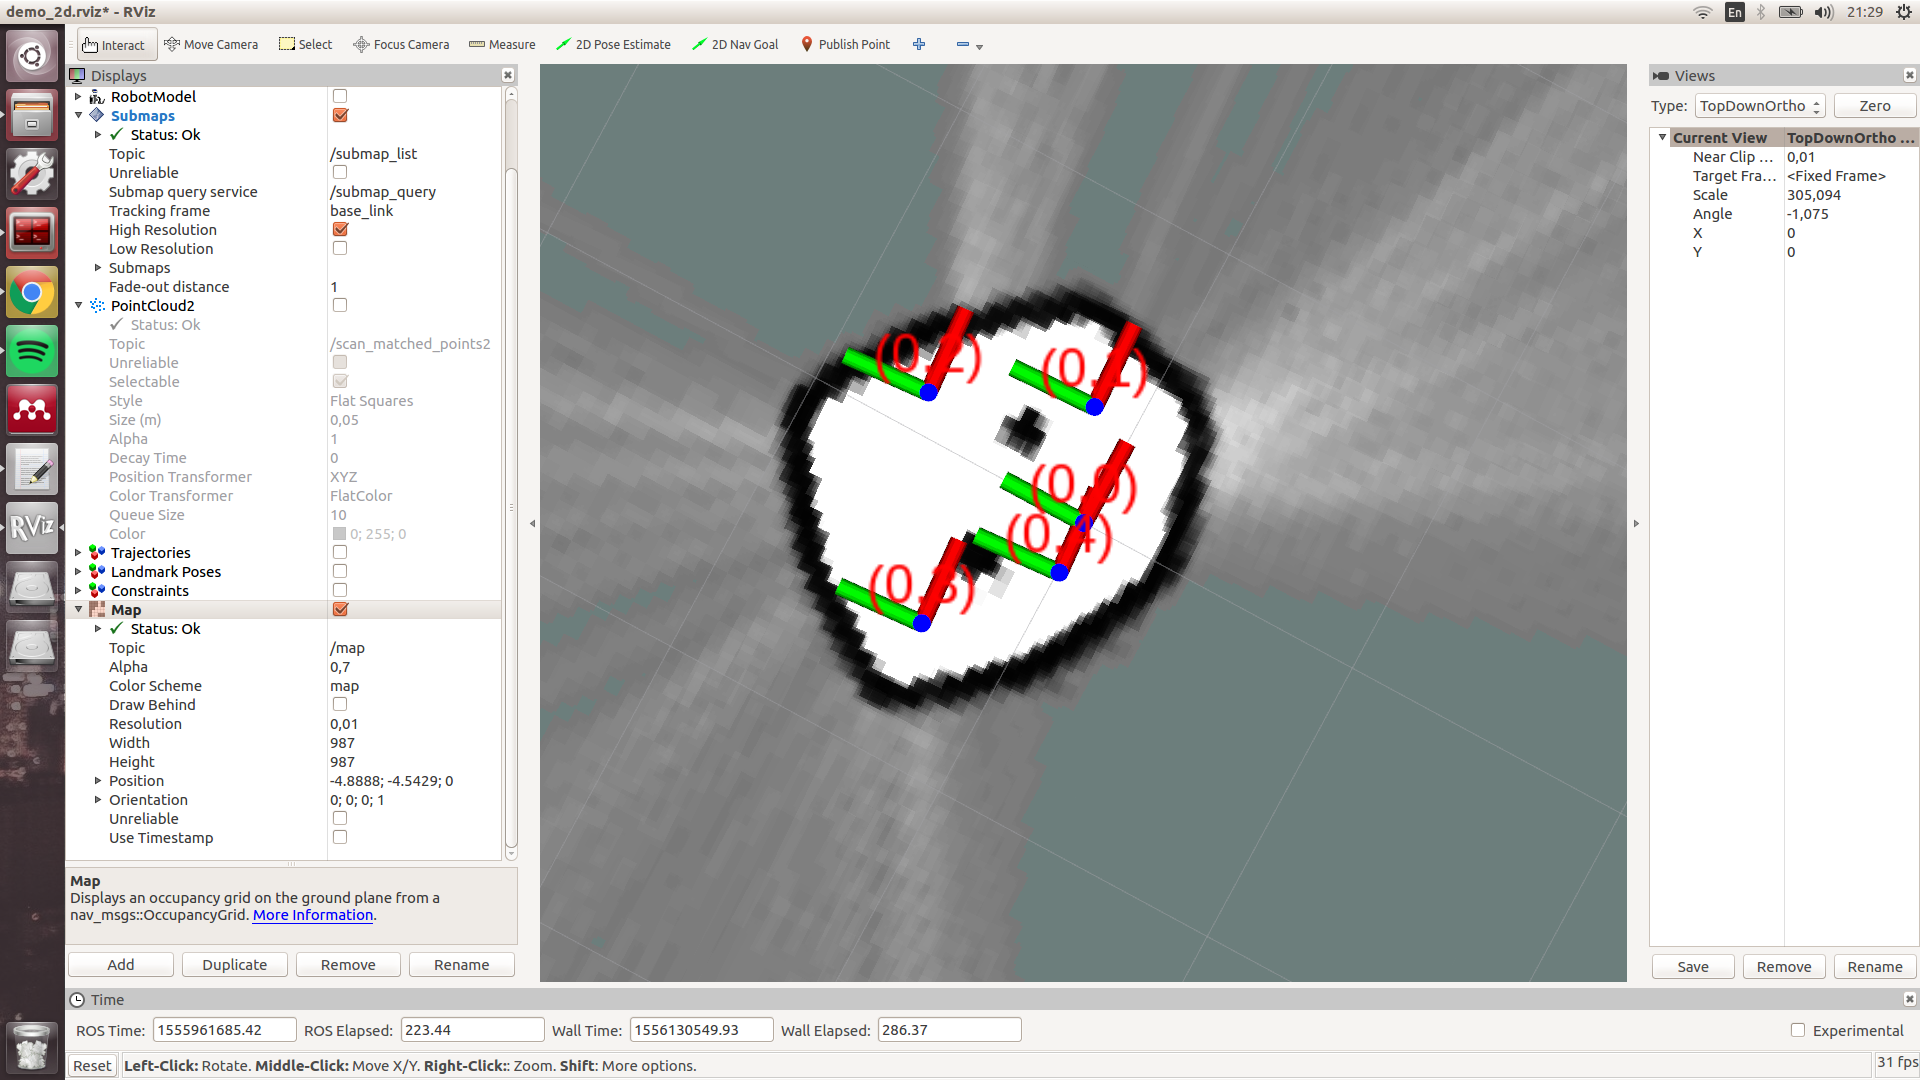 demo_2d.rviz* - RViz
En
21:29
Interact Move Camera Select Focus Camera Measure 2D Pose Estimate 2D Nav Goal Publish Point
Displays
RobotModel
Submaps
Status: Ok
Topic /submap_list
Unreliable
Submap query service /submap_query
Tracking frame base_link
High Resolution
Low Resolution
Submaps
Fade-out distance 1
PointCloud2
Status: Ok
Topic /scan_matched_points2
Unreliable
Selectable
Style Flat Squares
Size (m) 0,05
Alpha 1
Decay Time 0
Position Transformer XYZ
Color Transformer FlatColor
Queue Size 10
Color 0; 255; 0
Trajectories
Landmark Poses
Constraints
Map
Status: Ok
Topic /map
Alpha 0,7
Color Scheme map
Draw Behind
Resolution 0,01
Width 987
Height 987
Position -4.8888; -4.5429; 0
Orientation 0; 0; 0; 1
Unreliable
Use Timestamp
Map
Displays an occupancy grid on the ground plane from a
nav_msgs::OccupancyGrid. More Information.
Add Duplicate Remove Rename
RViz
(0,2)
(0,1)
(0,0)
(0,4)
(0,3)
Views
Type: TopDownOrtho Zero
Current View TopDownOrtho ...
Near Clip ... 0,01
Target Fra... <Fixed Frame>
Scale 305,094
Angle -1,075
X 0
Y 0
Save Remove Rename
Time
ROS Time: 1555961685.42 ROS Elapsed: 223.44 Wall Time: 1556130549.93 Wall Elapsed: 286.37 Experimental
Reset Left-Click: Rotate. Middle-Click: Move X/Y. Right-Click:: Zoom. Shift: More options. 31 fps